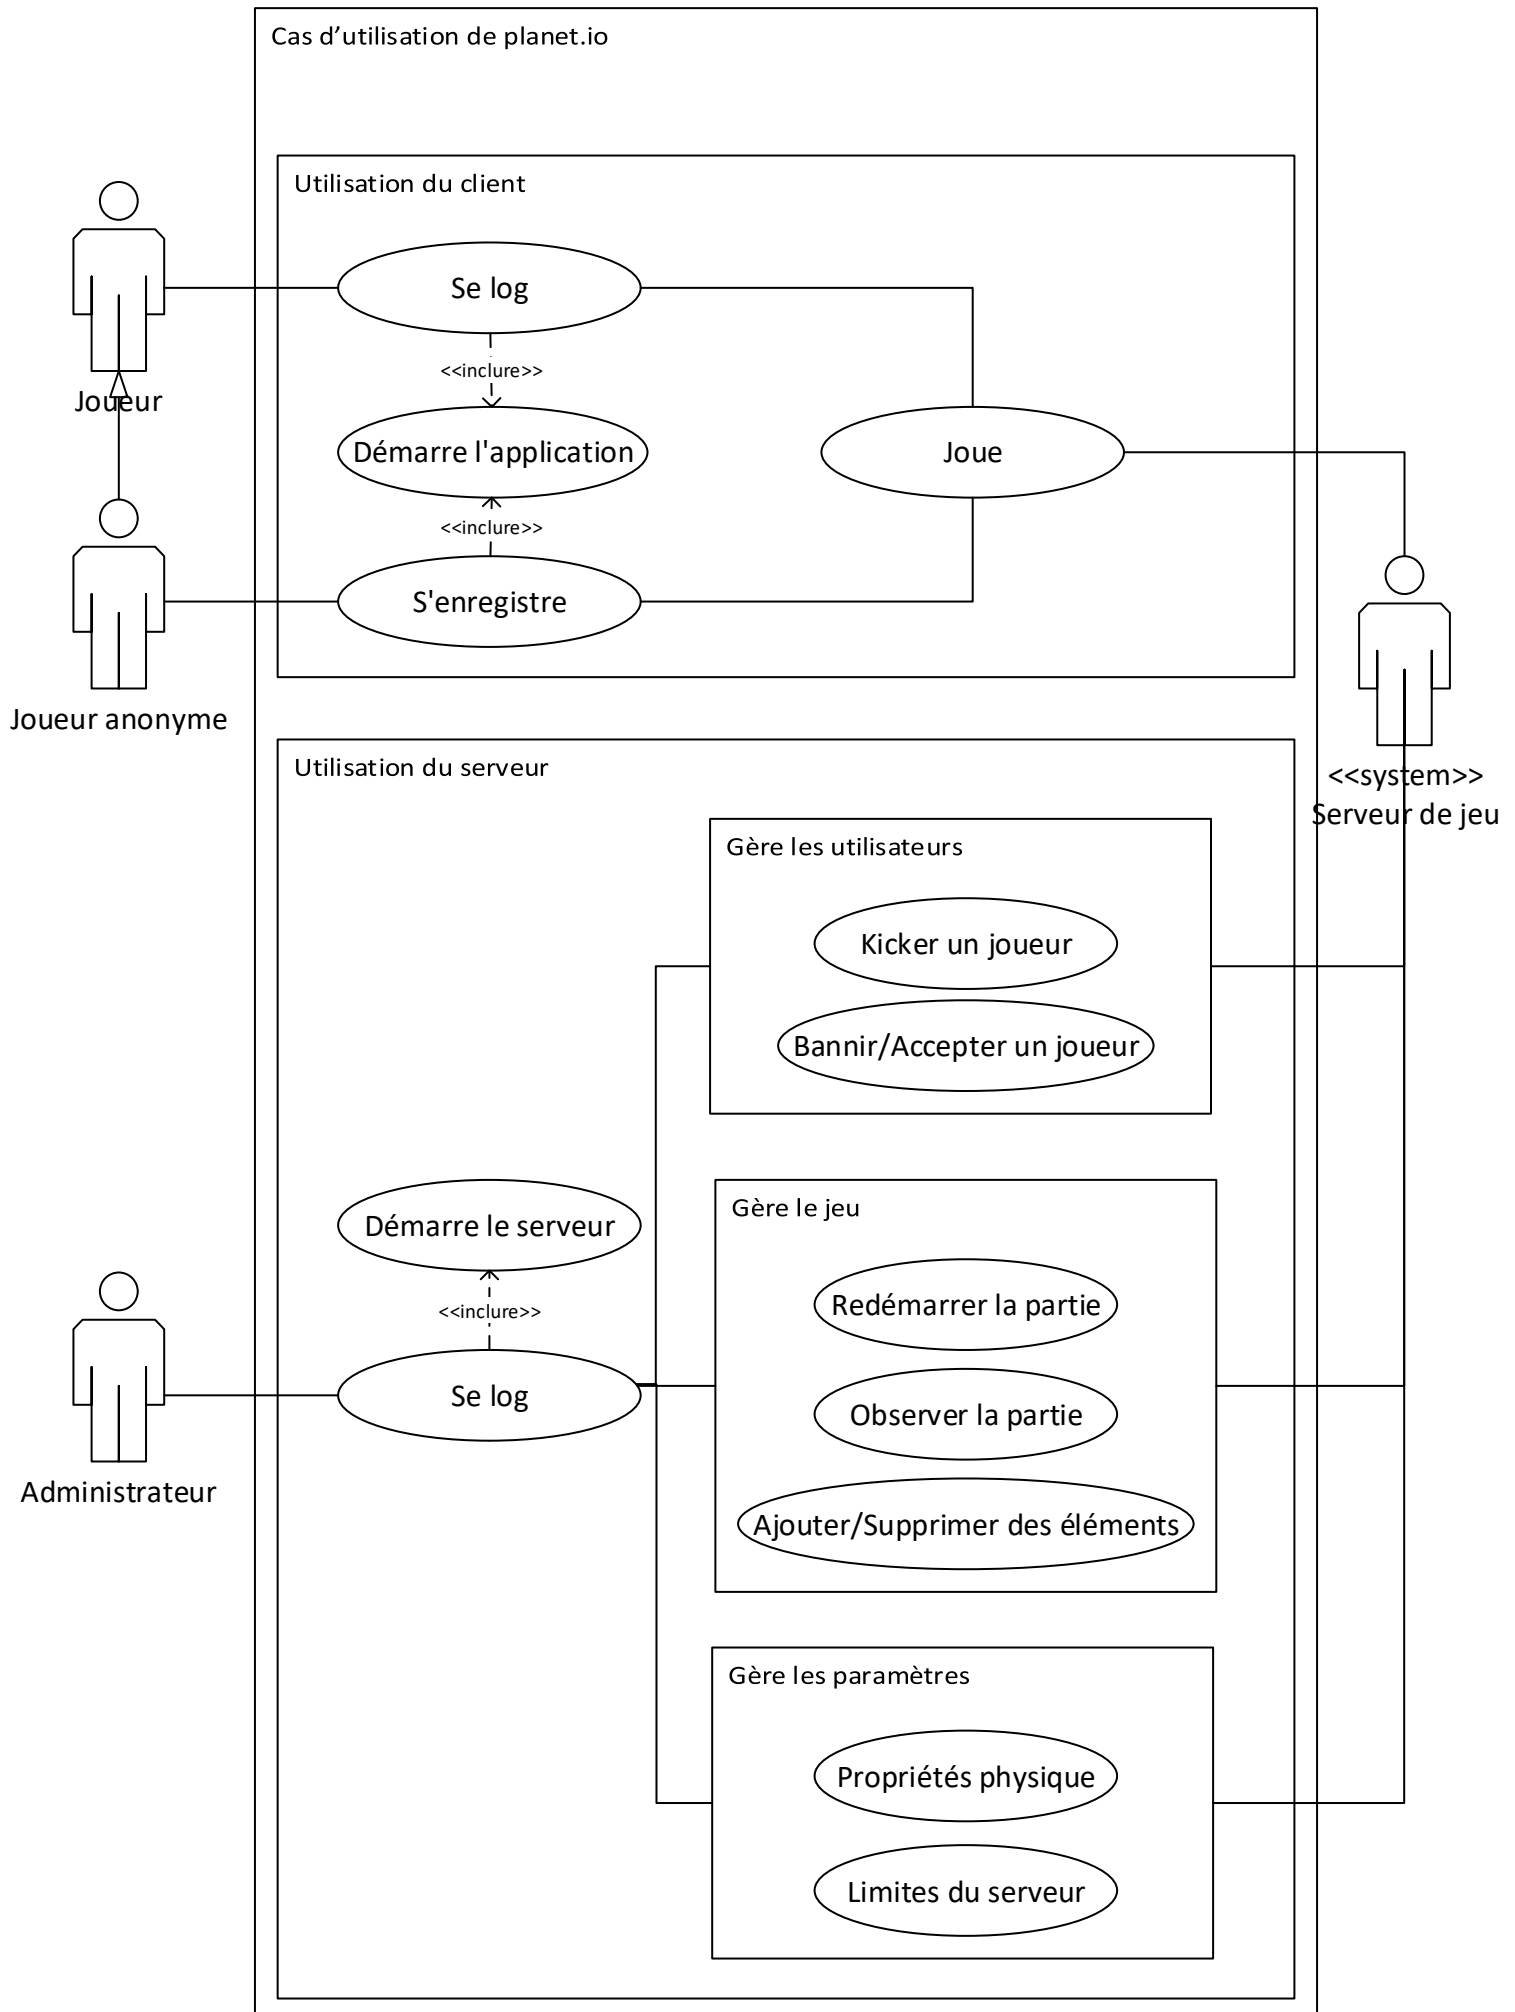 Cas d’utilisation de planet.io
Utilisation du client
Se log
<<inclure>>
Joueur
Démarre l'application
Joue
<<inclure>>
S'enregistre
Joueur anonyme
Utilisation du serveur
<<system>>
Serveur de jeu
Gère les utilisateurs
Kicker un joueur
Bannir/Accepter un joueur
Gère le jeu
Démarre le serveur
Redémarrer la partie
<<inclure>>
Se log
Observer la partie
Administrateur
Ajouter/Supprimer des éléments
Gère les paramètres
Propriétés physique
Limites du serveur